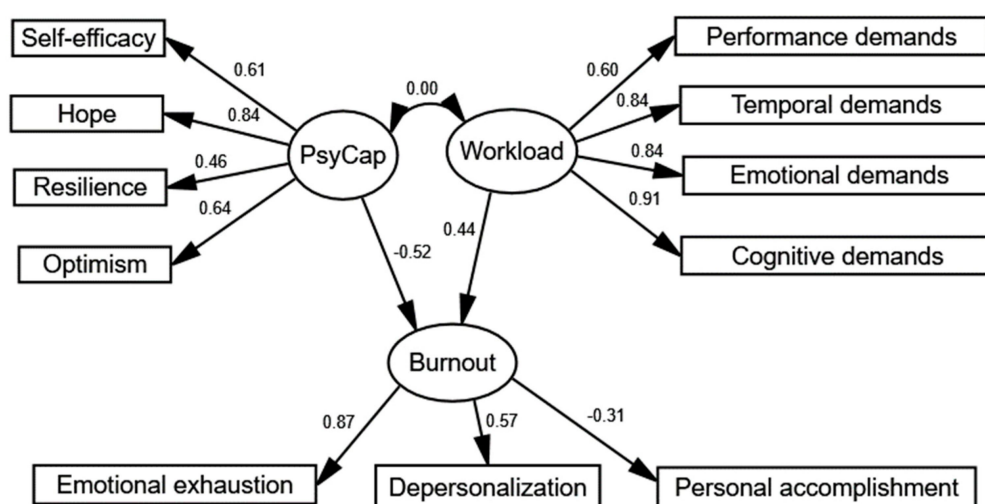 Self-efficacy
Performance demands
0.61
0.60
Hope
0.84
0.00
0.84
Temporal demands
PsyCap
Workload
Resilience
0.46
0.84
Emotional demands
0.64
0.91
Optimism
-0.52
0.44
Cognitive demands
Burnout
0.87
0.57
-0.31
Emotional exhaustion
Depersonalization
Personal accomplishment